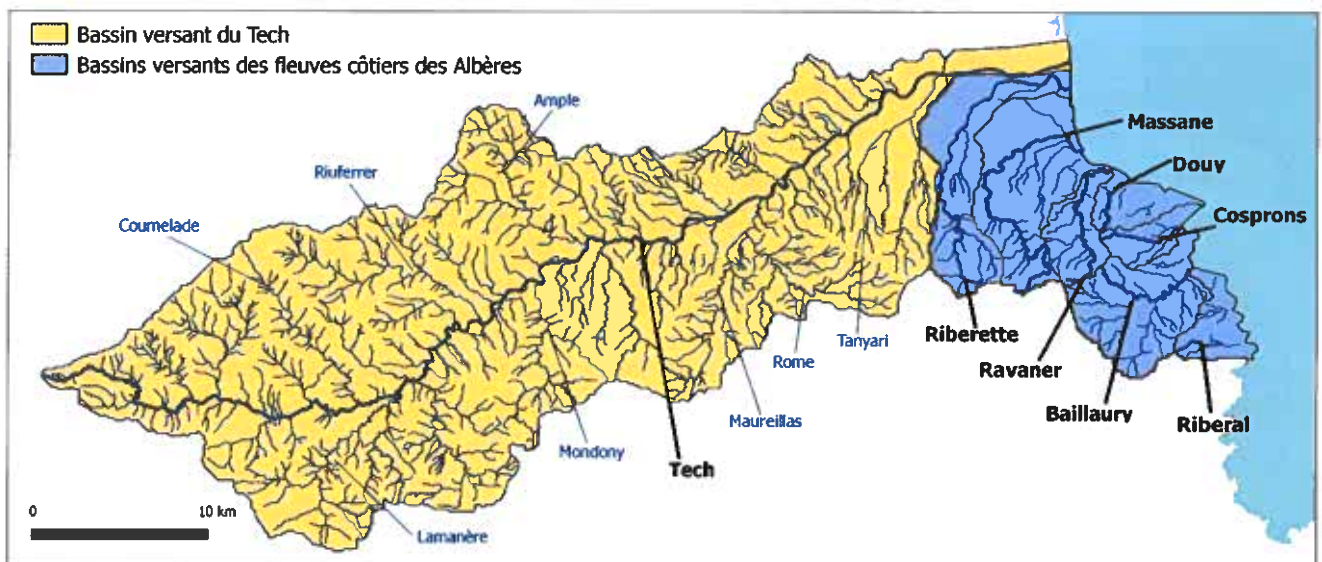 Bassin versant du Tech
Bassins versants des fleuves côtiers des Albères
Ample
Massane
Riuferrer
Douy
Coumelade
Cosprons
Riberette
Tanyari
Rome
Ravaner
Baillaury
Maureillas
Riberal
Mondony
Tech
0 10 km
Lamanère